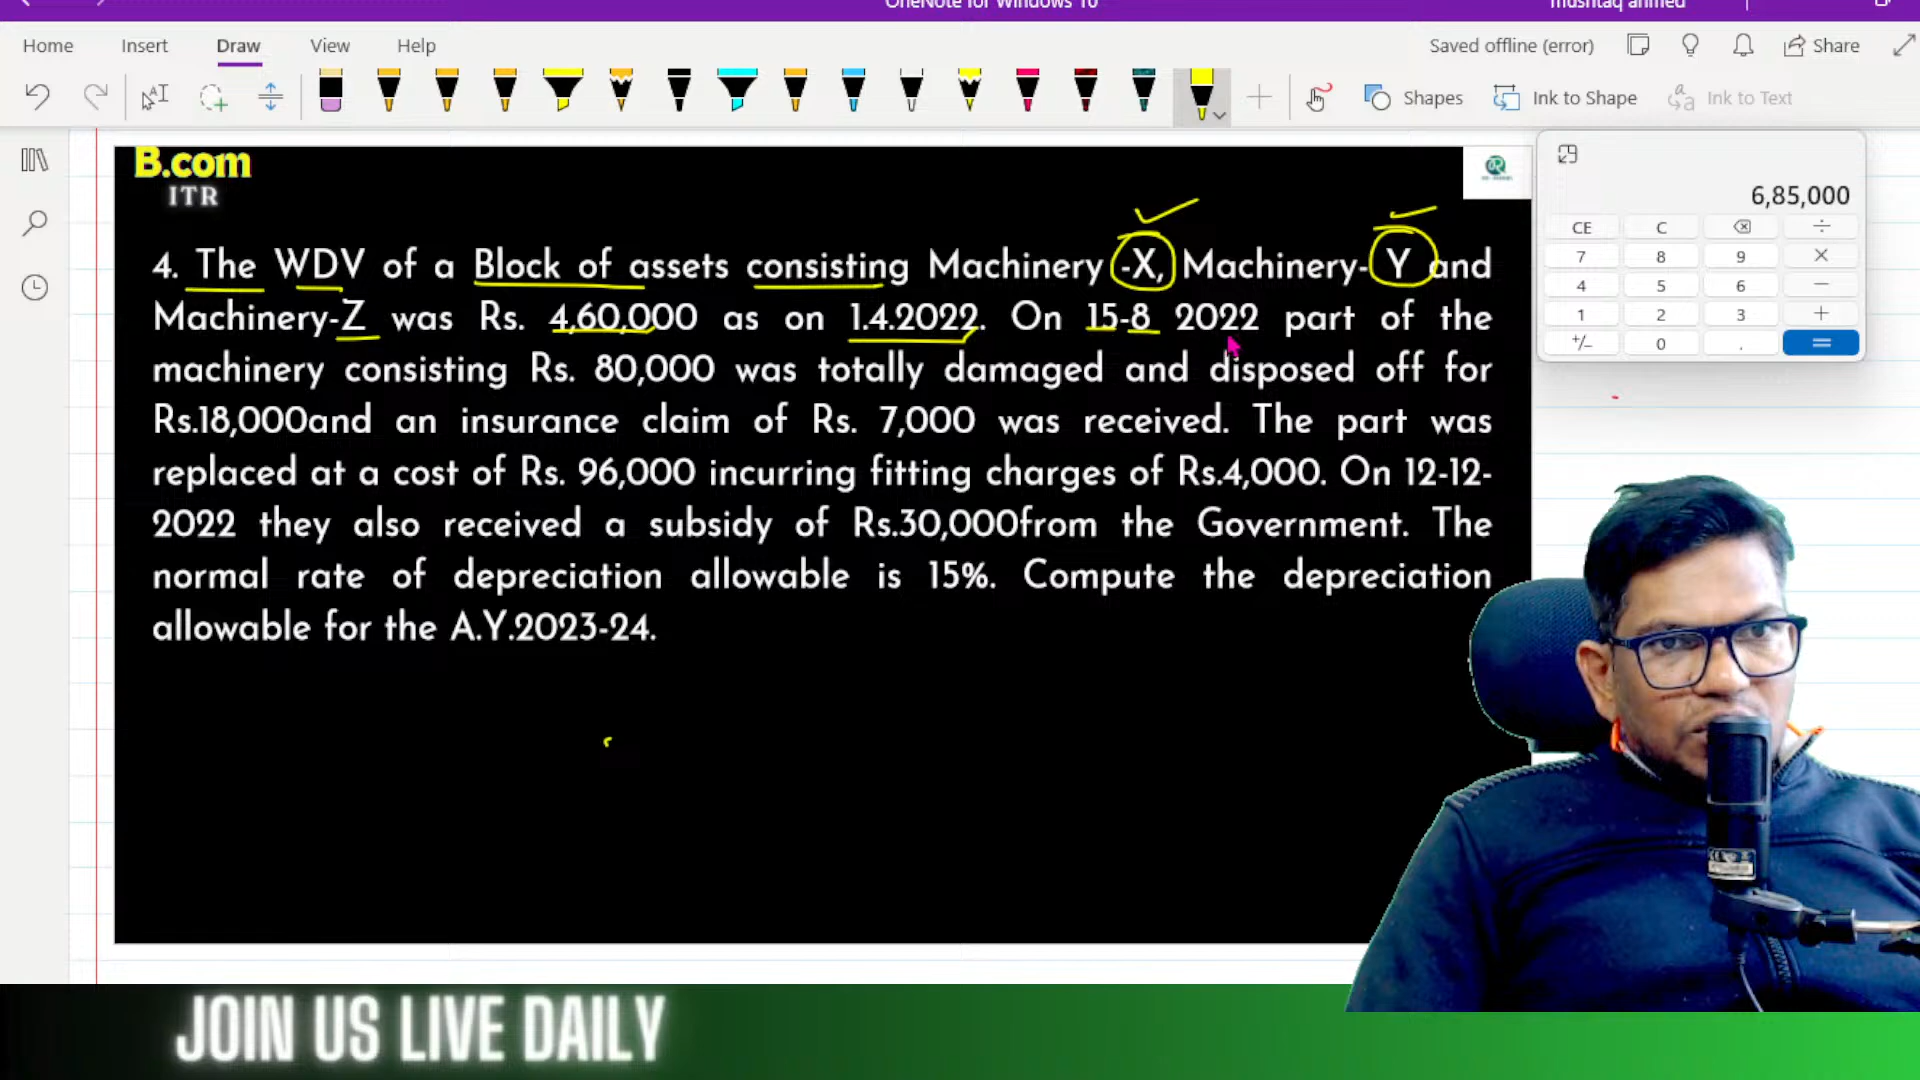 OneNote for Windows 10
mushtaq ahmed
Home Insert Draw View Help
Saved offline (error)
Share
Shapes
Ink to Shape
Ink to Text
B.com
ITR
4. The WDV of a Block of assets consisting Machinery -X, Machinery- Y and
Machinery-Z was Rs. 4,60,000 as on 1.4.2022. On 15-8 2022 part of the
machinery consisting Rs. 80,000 was totally damaged and disposed off for
Rs.18,000and an insurance claim of Rs. 7,000 was received. The part was
replaced at a cost of Rs. 96,000 incurring fitting charges of Rs.4,000. On 12-12-
2022 they also received a subsidy of Rs.30,000from the Government. The
normal rate of depreciation allowable is 15%. Compute the depreciation
allowable for the A.Y.2023-24.
6,85,000
CE C ÷
7 8 9 ×
4 5 6 −
1 2 3 +
+/− 0 . =
JOIN US LIVE DAILY